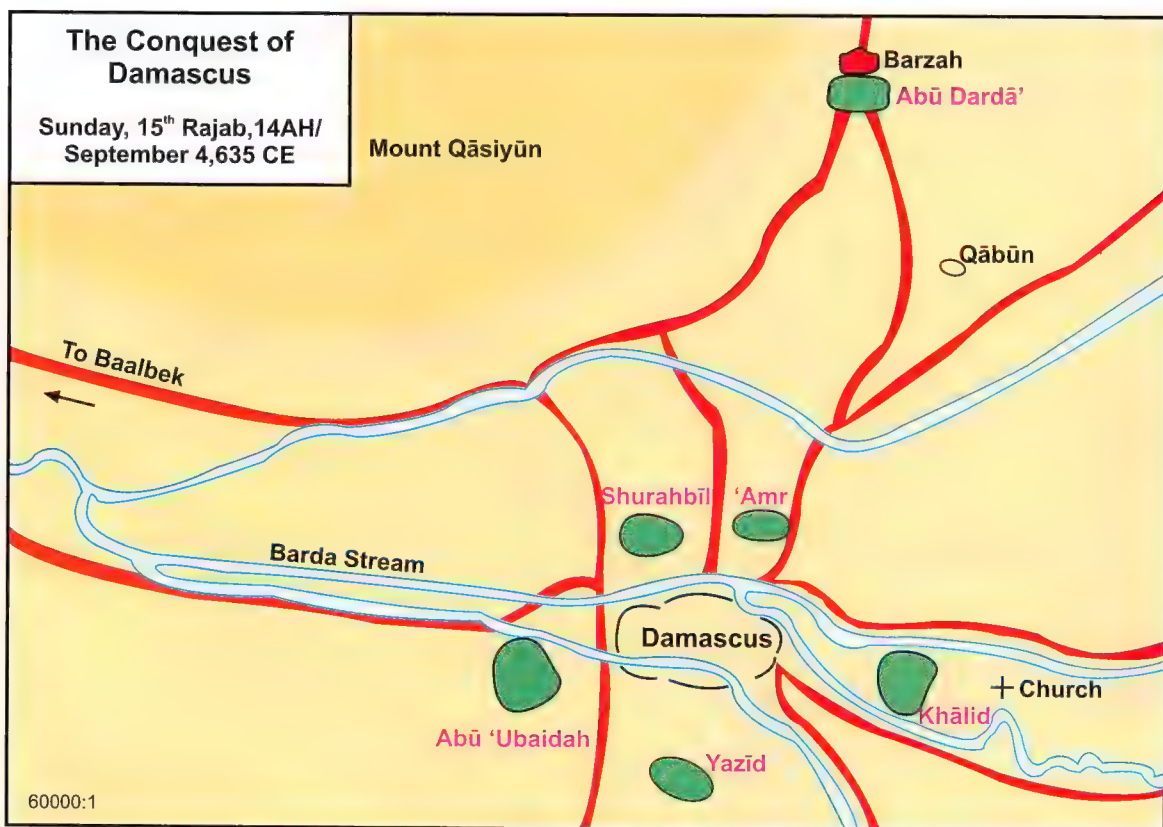 The Conquest of
Damascus
Sunday, 15th Rajab,14AH/
September 4,635 CE
Barzah
Abū Dardā’
Mount Qāsiyūn
Qābūn
To Baalbek
Shurahbīl
‘Amr
Barda Stream
Damascus
Church
Khālid
Abū ‘Ubaidah
Yazīd
60000:1